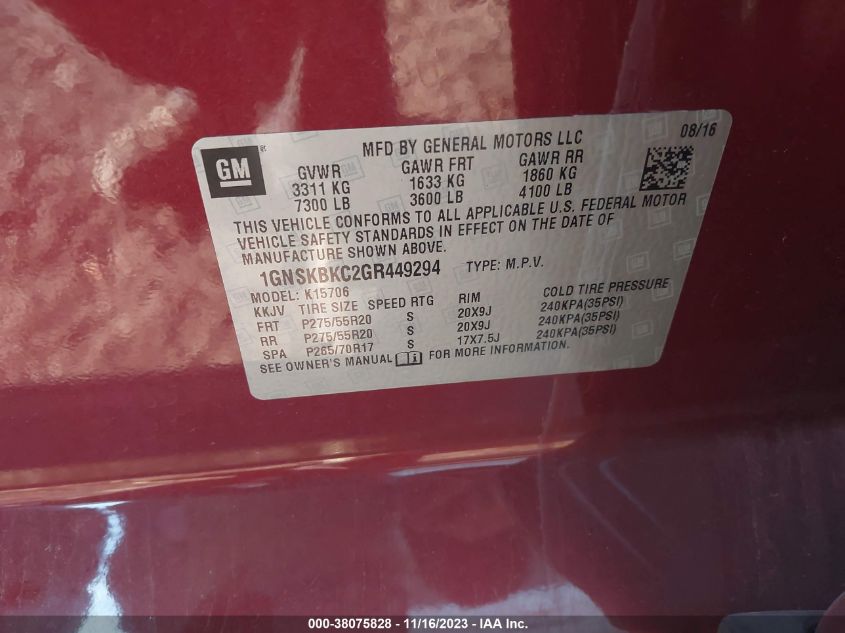 MFD BY GENERAL MOTORS LLC 08/16
GM ®
GVWR GAWR FRT GAWR RR
3311 KG 1633 KG 1860 KG
7300 LB 3600 LB 4100 LB
THIS VEHICLE CONFORMS TO ALL APPLICABLE U.S. FEDERAL MOTOR
VEHICLE SAFETY STANDARDS IN EFFECT ON THE DATE OF
MANUFACTURE SHOWN ABOVE.
1GNSKBKC2GR449294 TYPE: M.P.V.
MODEL: K15706
KKJV TIRE SIZE SPEED RTG RIM COLD TIRE PRESSURE
FRT P275/55R20 S 20X9J 240KPA(35PSI)
RR P275/55R20 S 20X9J 240KPA(35PSI)
SPA P265/70R17 S 17X7.5J 240KPA(35PSI)
SEE OWNER'S MANUAL FOR MORE INFORMATION.
000-38075828 - 11/16/2023 - IAA Inc.